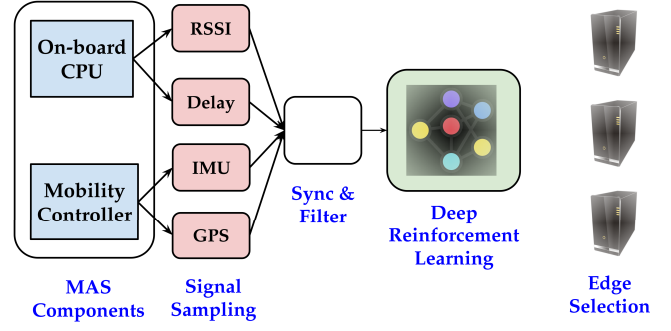 On-board
CPU
Mobility
Controller
RSSI
Delay
IMU
GPS
MAS
Components
Signal
Sampling
Sync &
Filter
Deep
Reinforcement
Learning
Edge
Selection